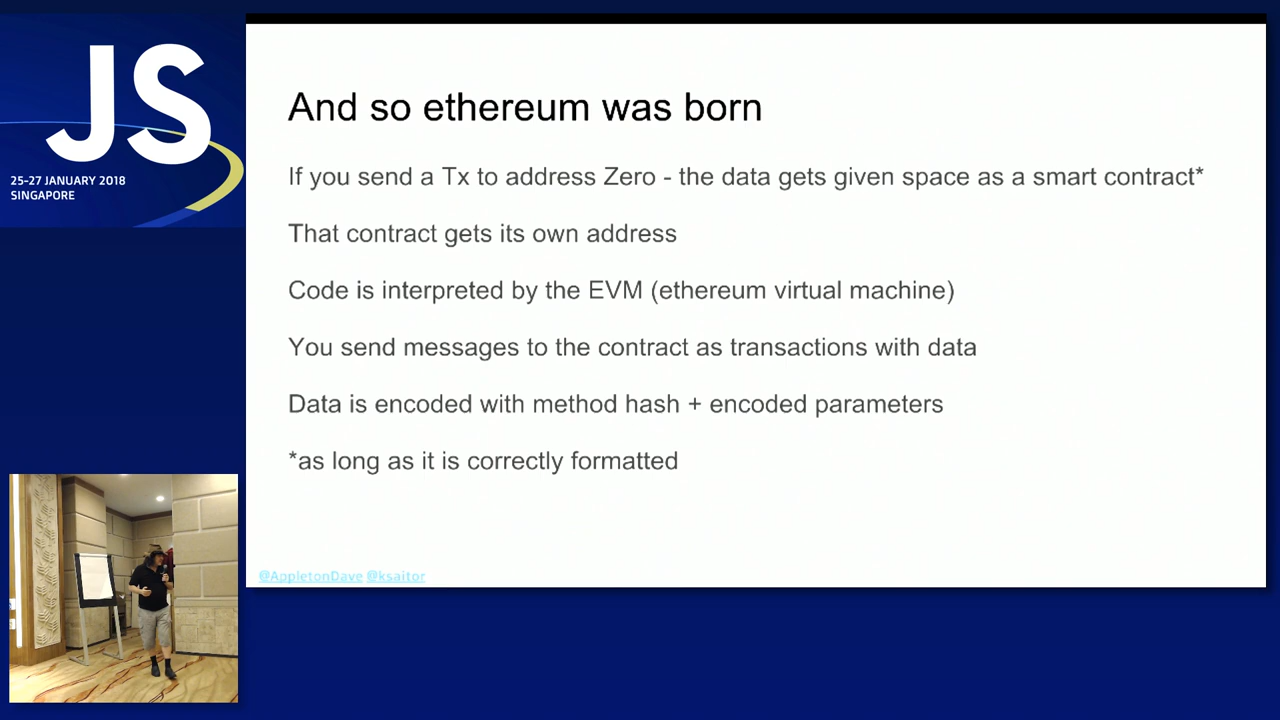 JS
25-27 JANUARY 2018
SINGAPORE
And so ethereum was born
If you send a Tx to address Zero - the data gets given space as a smart contract*
That contract gets its own address
Code is interpreted by the EVM (ethereum virtual machine)
You send messages to the contract as transactions with data
Data is encoded with method hash + encoded parameters
*as long as it is correctly formatted
@AppletonDave @ksaitor